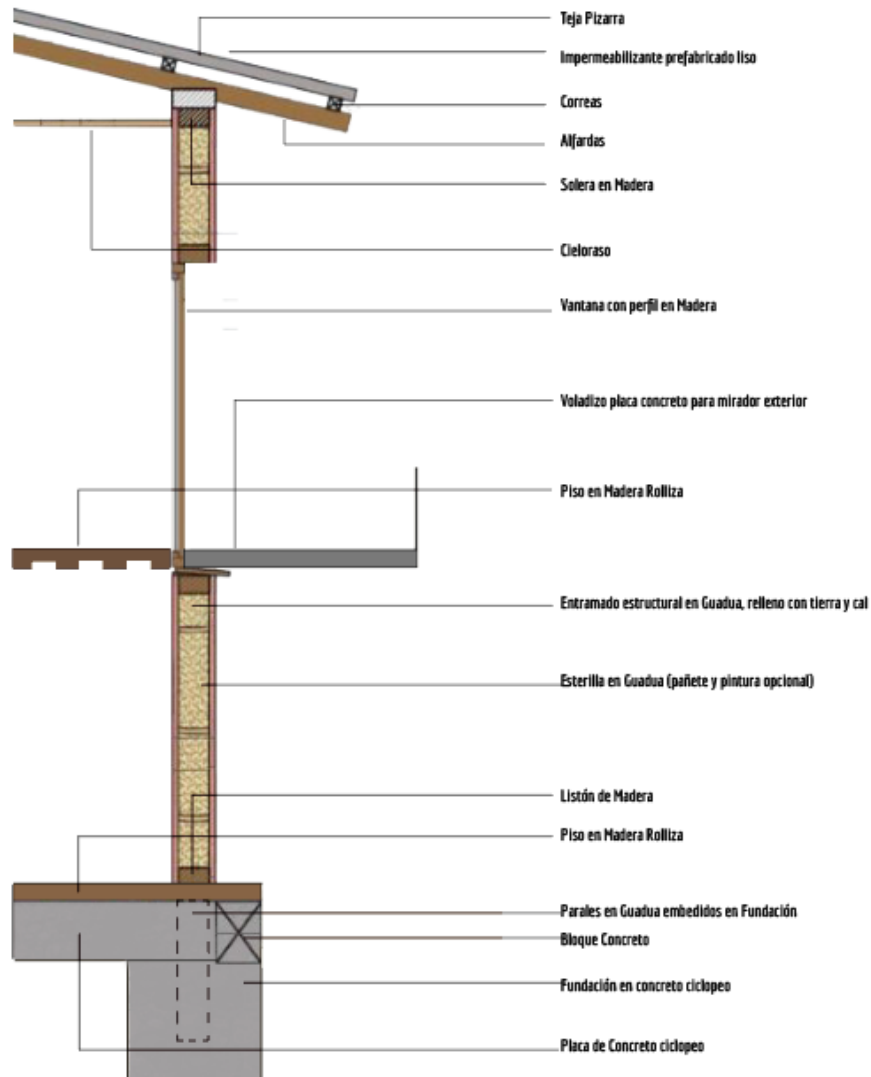 Teja Pizarra
Impermeabilizante prefabricado liso
Correas
Alfardas
Solera en Madera
Cieloraso
Vantana con perfil en Madera
Voladizo placa concreto para mirador exterior
Piso en Madera Rolliza
Entramado estructural en Guadua, relleno con tierra y cal
Esterilla en Guadua (pañete y pintura opcional)
Listón de Madera
Piso en Madera Rolliza
Parales en Guadua embedidos en Fundación
Bloque Concreto
Fundación en concreto ciclopeo
Placa de Concreto ciclopeo